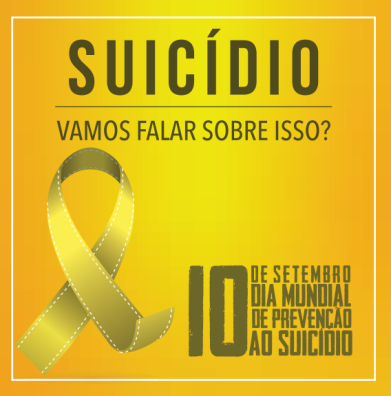 SUICÍDIO
VAMOS FALAR SOBRE ISSO?
10 DE SETEMBRO
DIA MUNDIAL
DE PREVENÇÃO
AO SUICÍDIO